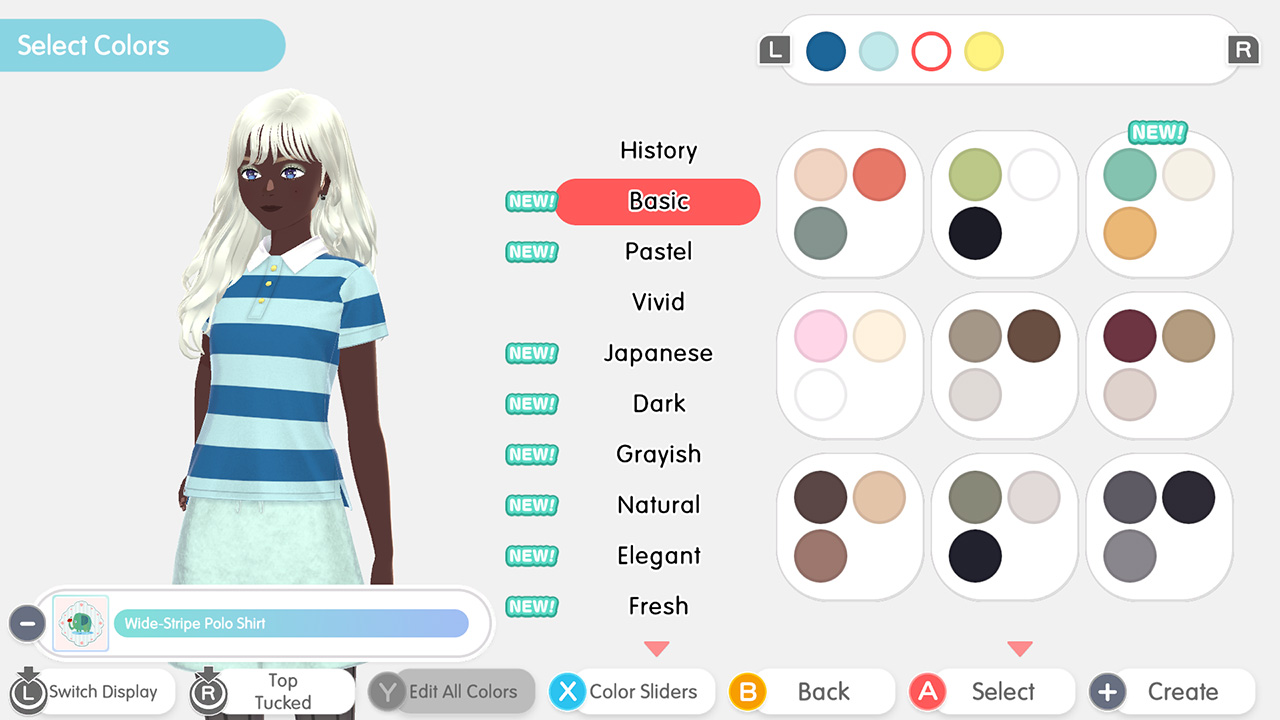 Select Colors
L
R
History
NEW!
Basic
NEW!
Pastel
Vivid
NEW!
Japanese
NEW!
Dark
NEW!
Grayish
NEW!
Natural
NEW!
Elegant
NEW!
Fresh
NEW!
Wide-Stripe Polo Shirt
L Switch Display
R Top
Tucked
Y Edit All Colors
X Color Sliders
B Back
A Select
+ Create